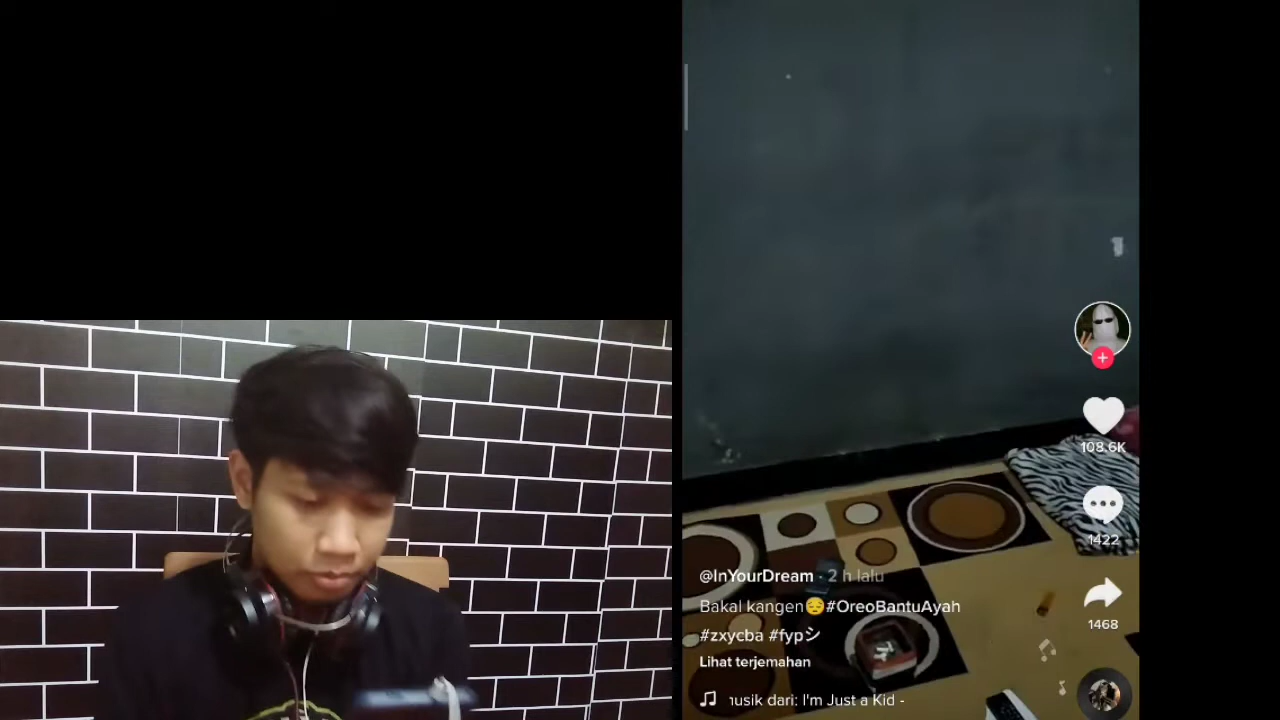 108.6K
1422
@InYourDream · 2 h lalu
Bakal kangen😔#OreoBantuAyah
#zxycba #fypシ
1468
Lihat terjemahan
usik dari: I'm Just a Kid -